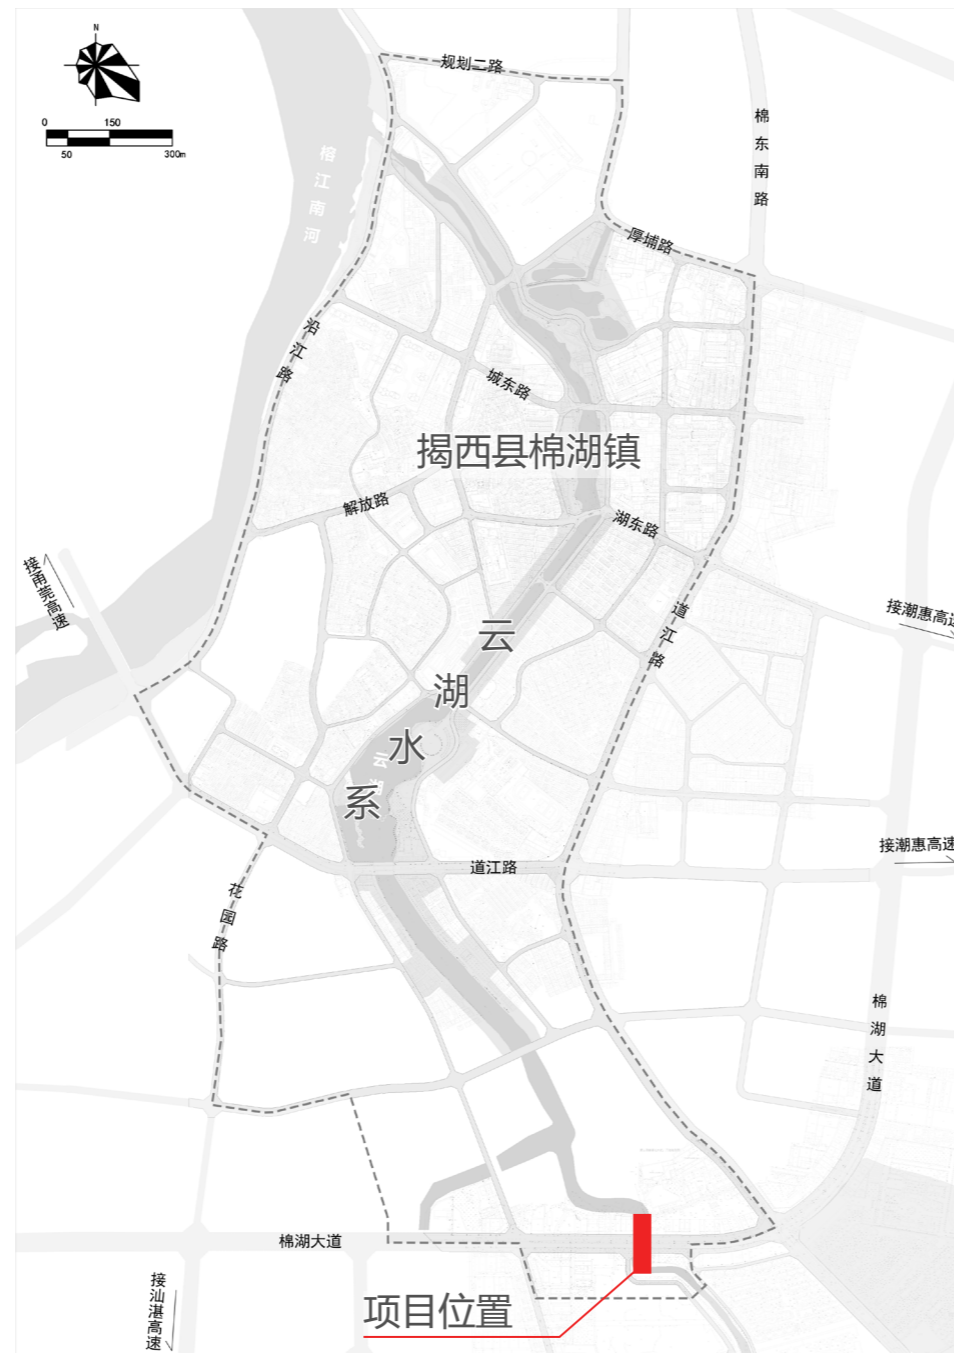 N
0 150
50 300m
规划二路
棉东南路
榕江南河
厚埔路
沿江路
城东路
揭西县棉湖镇
解放路
湖东路
接甬莞高速
道江路
接潮惠高速
云湖水系
云湖
道江路
接潮惠高速
花园路
棉湖大道
棉湖大道
接汕湛高速
项目位置